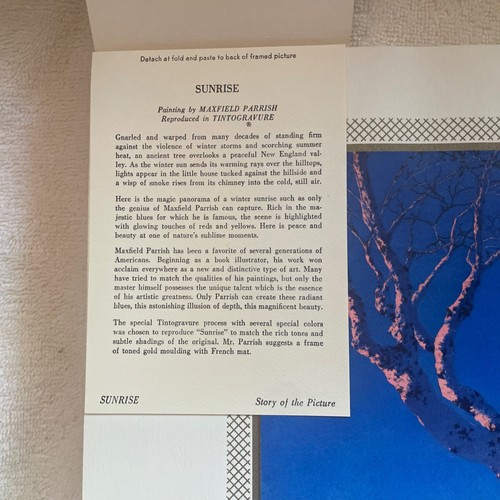 Detach at fold and paste to back of framed picture
SUNRISE
Painting by MAXFIELD PARRISH
Reproduced in TINTOGRAVURE
®
Gnarled and warped from many decades of standing firm
against the violence of winter storms and scorching summer
heat, an ancient tree overlooks a peaceful New England val-
ley. As the winter sun sends its warming rays over the hilltops,
lights appear in the little house tucked against the hillside and
a wisp of smoke rises from its chimney into the cold, still air.
Here is the magic panorama of a winter sunrise such as only
the genius of Maxfield Parrish can capture. Rich in the ma-
jestic blues for which he is famous, the scene is highlighted
with glowing touches of reds and yellows. Here is peace and
beauty at one of nature's sublime moments.
Maxfield Parrish has been a favorite of several generations of
Americans. Beginning as a book illustrator, his work won
acclaim everywhere as a new and distinctive type of art. Many
have tried to match the qualities of his paintings, but only the
master himself possesses the unique talent which is the essence
of his artistic greatness. Only Parrish can create these radiant
blues, this astonishing illusion of depth, this magnificent beauty.
The special Tintogravure process with several special colors
was chosen to reproduce "Sunrise" to match the rich tones and
subtle shadings of the original. Mr. Parrish suggests a frame
of toned gold moulding with French mat.
SUNRISE Story of the Picture